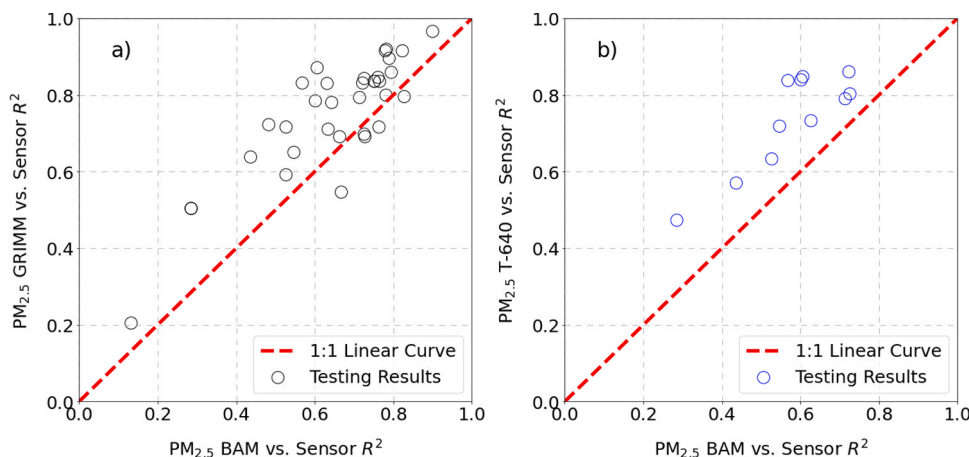 a)
PM2.5 GRIMM vs. Sensor R²
1.0
0.8
0.6
0.4
0.2
0.0
1:1 Linear Curve
Testing Results
0.0 0.2 0.4 0.6 0.8 1.0
PM2.5 BAM vs. Sensor R²
b)
PM2.5 T-640 vs. Sensor R²
1.0
0.8
0.6
0.4
0.2
0.0
1:1 Linear Curve
Testing Results
0.0 0.2 0.4 0.6 0.8 1.0
PM2.5 BAM vs. Sensor R²